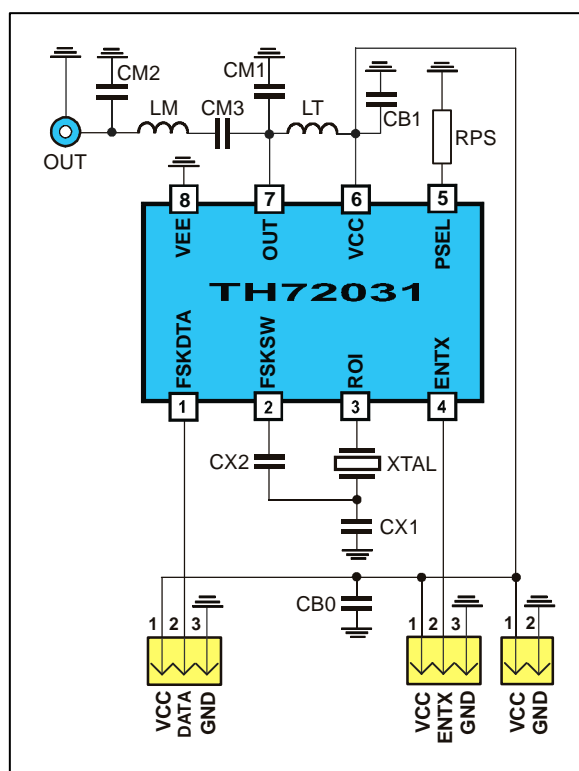 CM2
CM1
LM
CM3
LT
CB1
RPS
OUT
8
7
6
5
VEE
OUT
VCC
PSEL
TH72031
FSKDTA
FSKSW
ROI
ENTX
1
2
3
4
CX2
XTAL
CX1
CB0
1 2 3
1 2 3
1 2
VCC
DATA
GND
VCC
ENTX
GND
VCC
GND